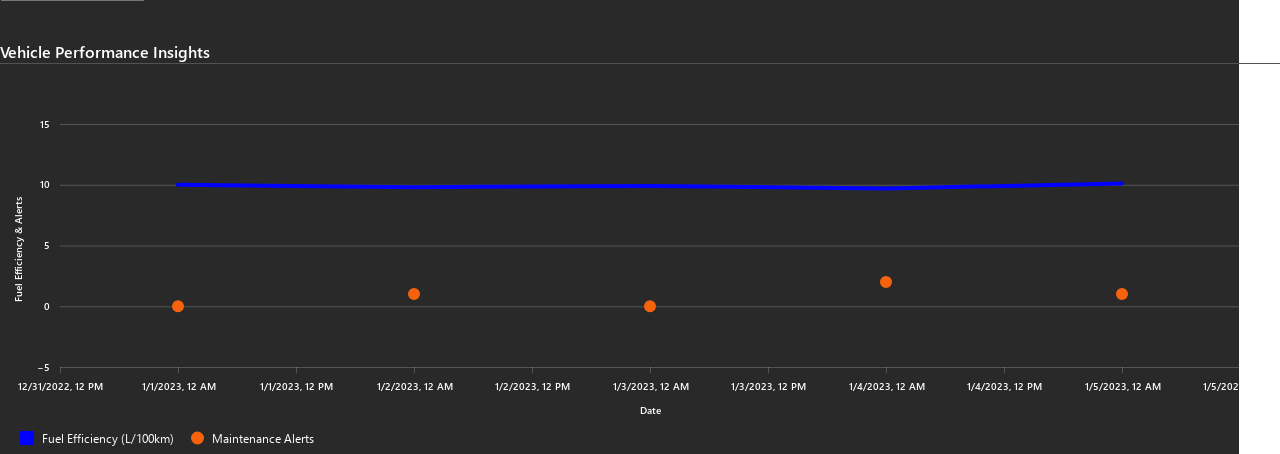 Vehicle Performance Insights
15
10
5
0
−5
Fuel Efficiency & Alerts
12/31/2022, 12 PM 1/1/2023, 12 AM 1/1/2023, 12 PM 1/2/2023, 12 AM 1/2/2023, 12 PM 1/3/2023, 12 AM 1/3/2023, 12 PM 1/4/2023, 12 AM 1/4/2023, 12 PM 1/5/2023, 12 AM 1/5/202
Date
Fuel Efficiency (L/100km) Maintenance Alerts